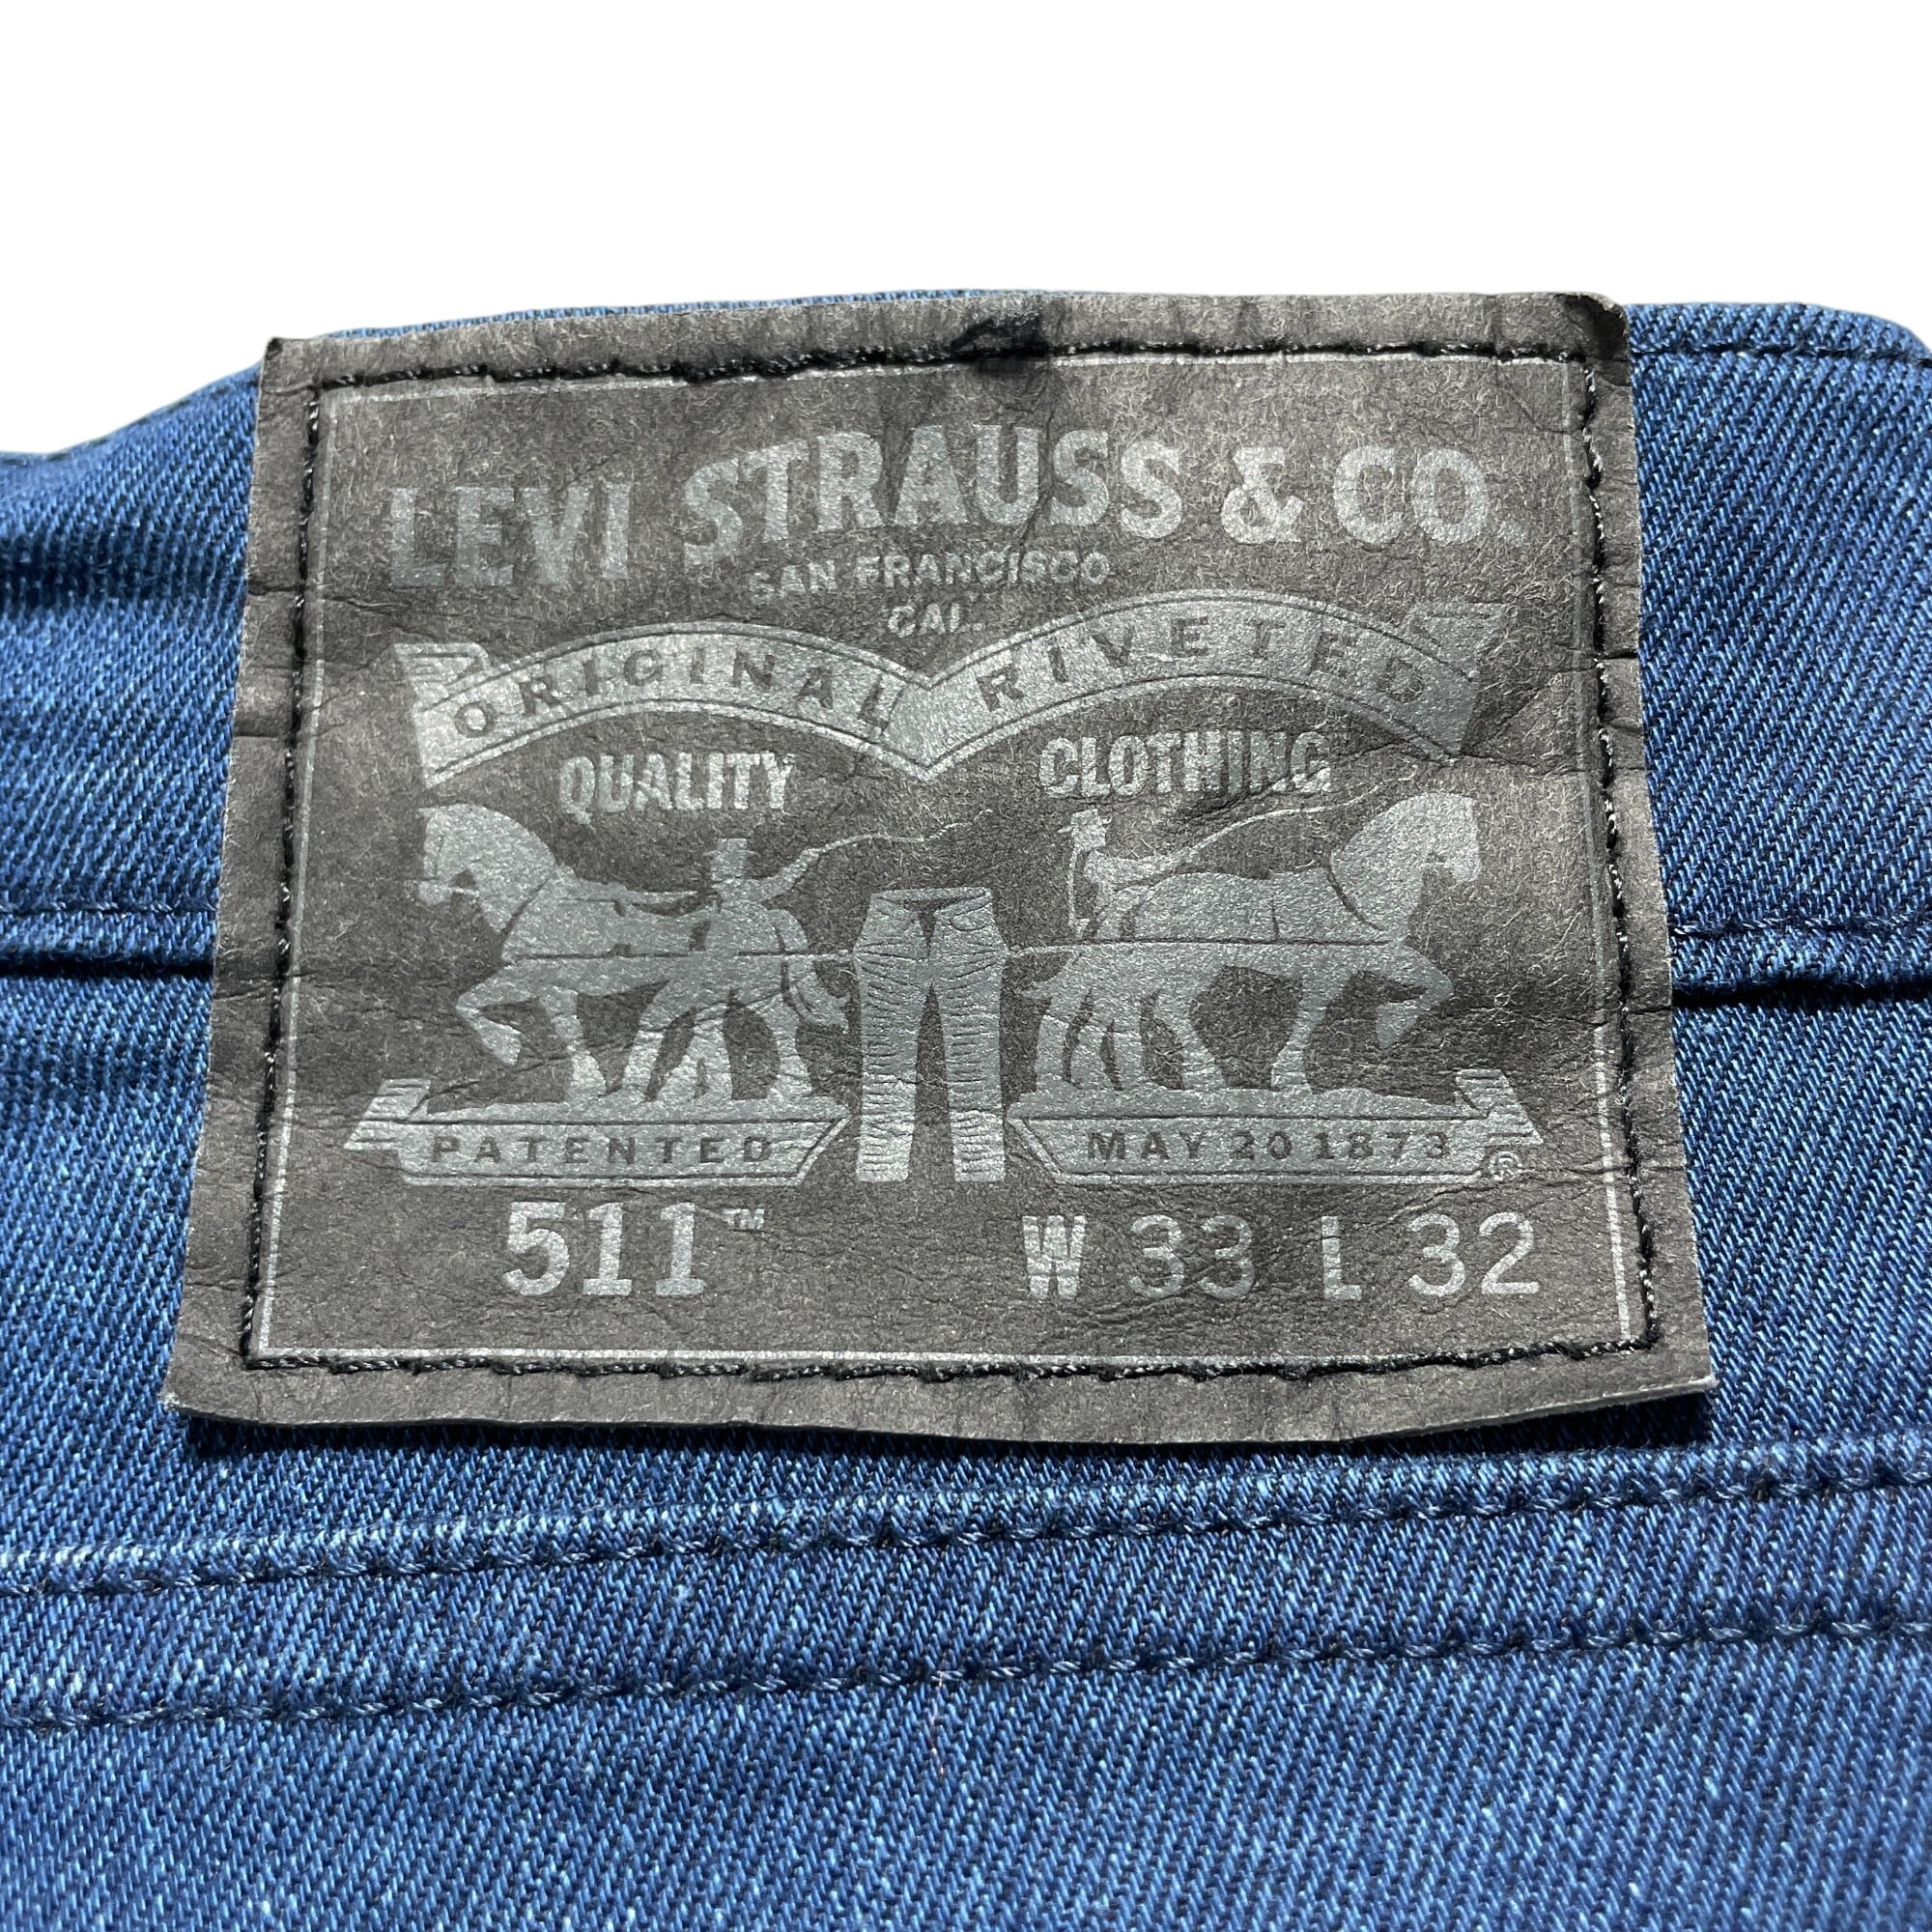 LEVI STRAUSS & CO.
SAN FRANCISCO
CAL.
ORIGINAL RIVETED
QUALITY CLOTHING
PATENTED MAY 20 1873 ®
511™ W 33 L 32